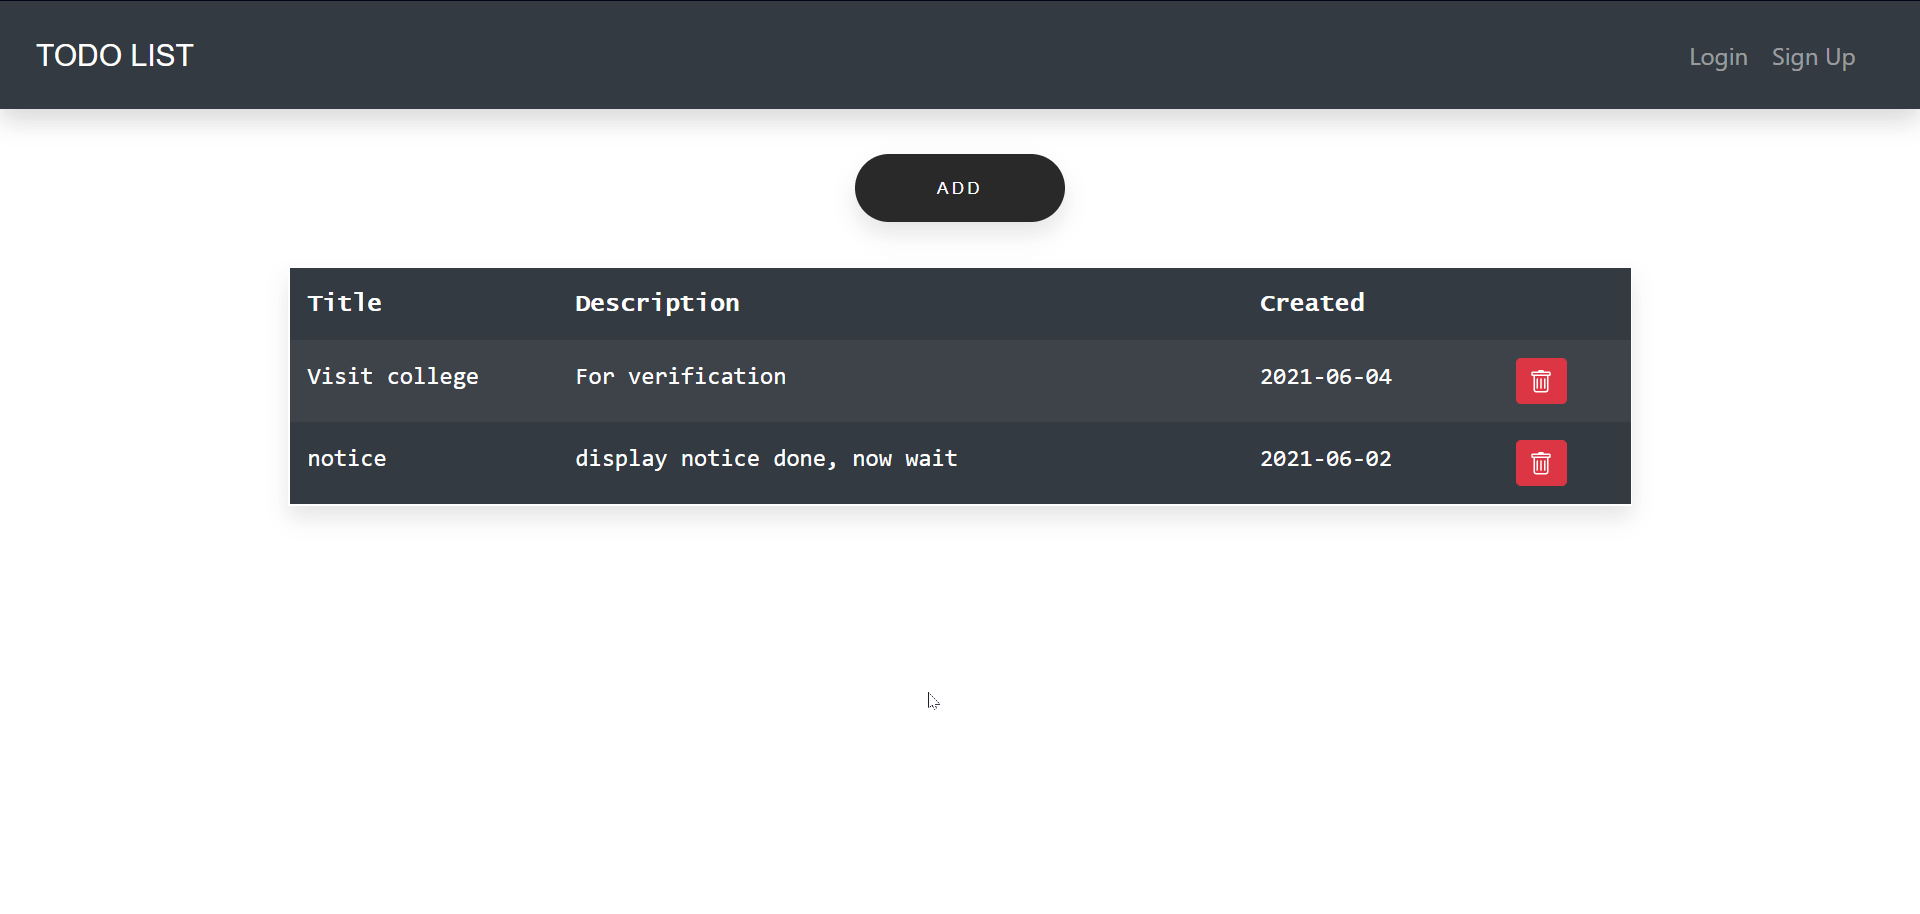 TODO LIST Login Sign Up
ADD
Title Description Created
Visit college For verification 2021-06-04
notice display notice done, now wait 2021-06-02